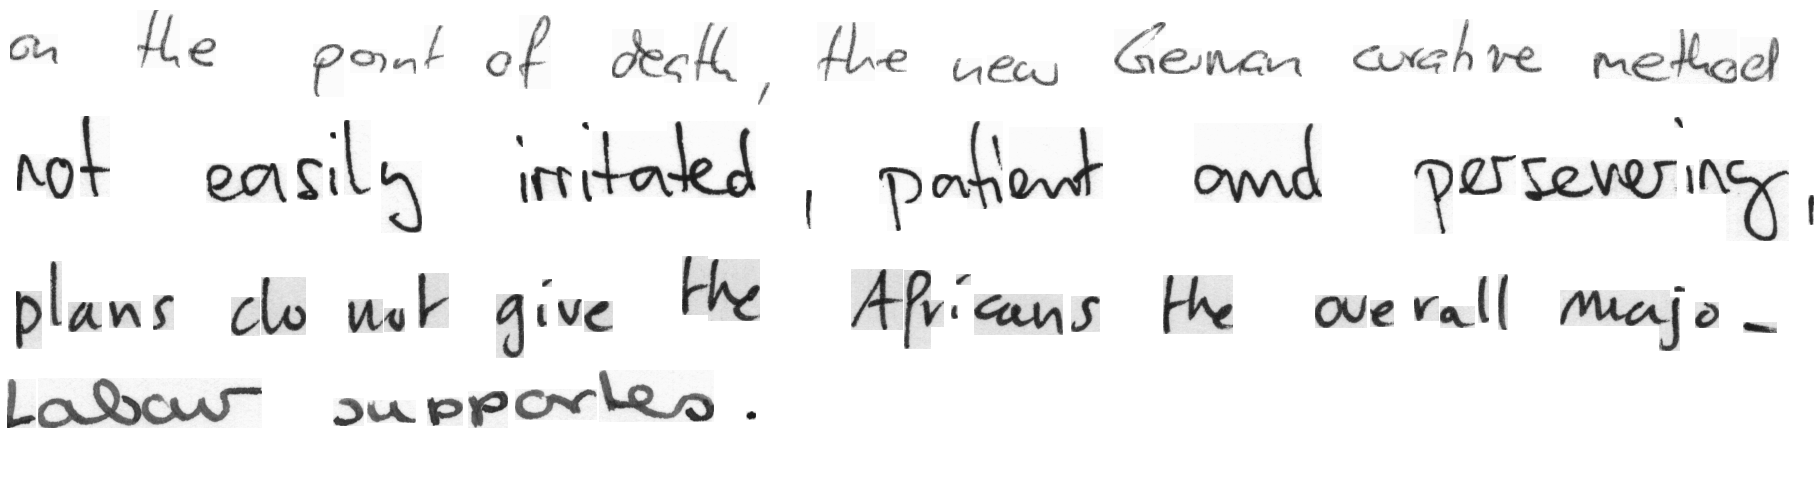 on the point of death, the new German curative method
not easily irritated, patient and persevering,
plans do not give the Africans the overall majo-
Labour supportes.